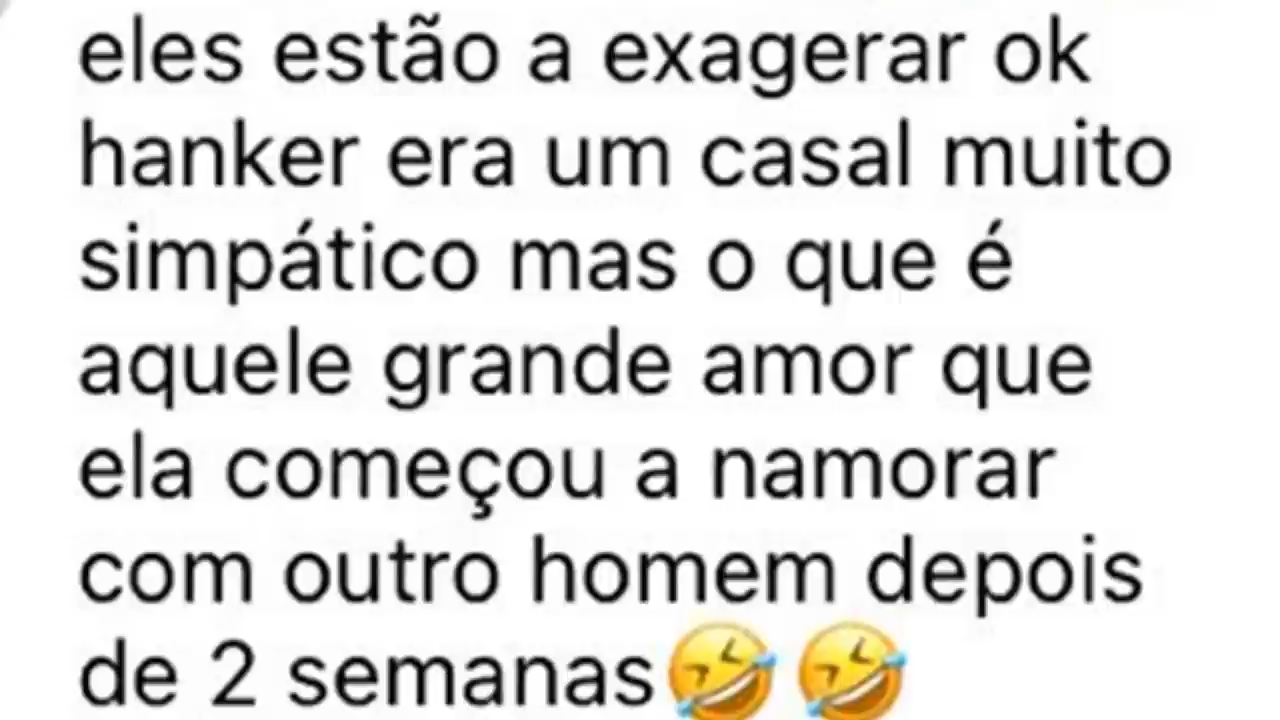 eles estão a exagerar ok
hanker era um casal muito
simpático mas o que é
aquele grande amor que
ela começou a namorar
com outro homem depois
de 2 semanas🤣🤣